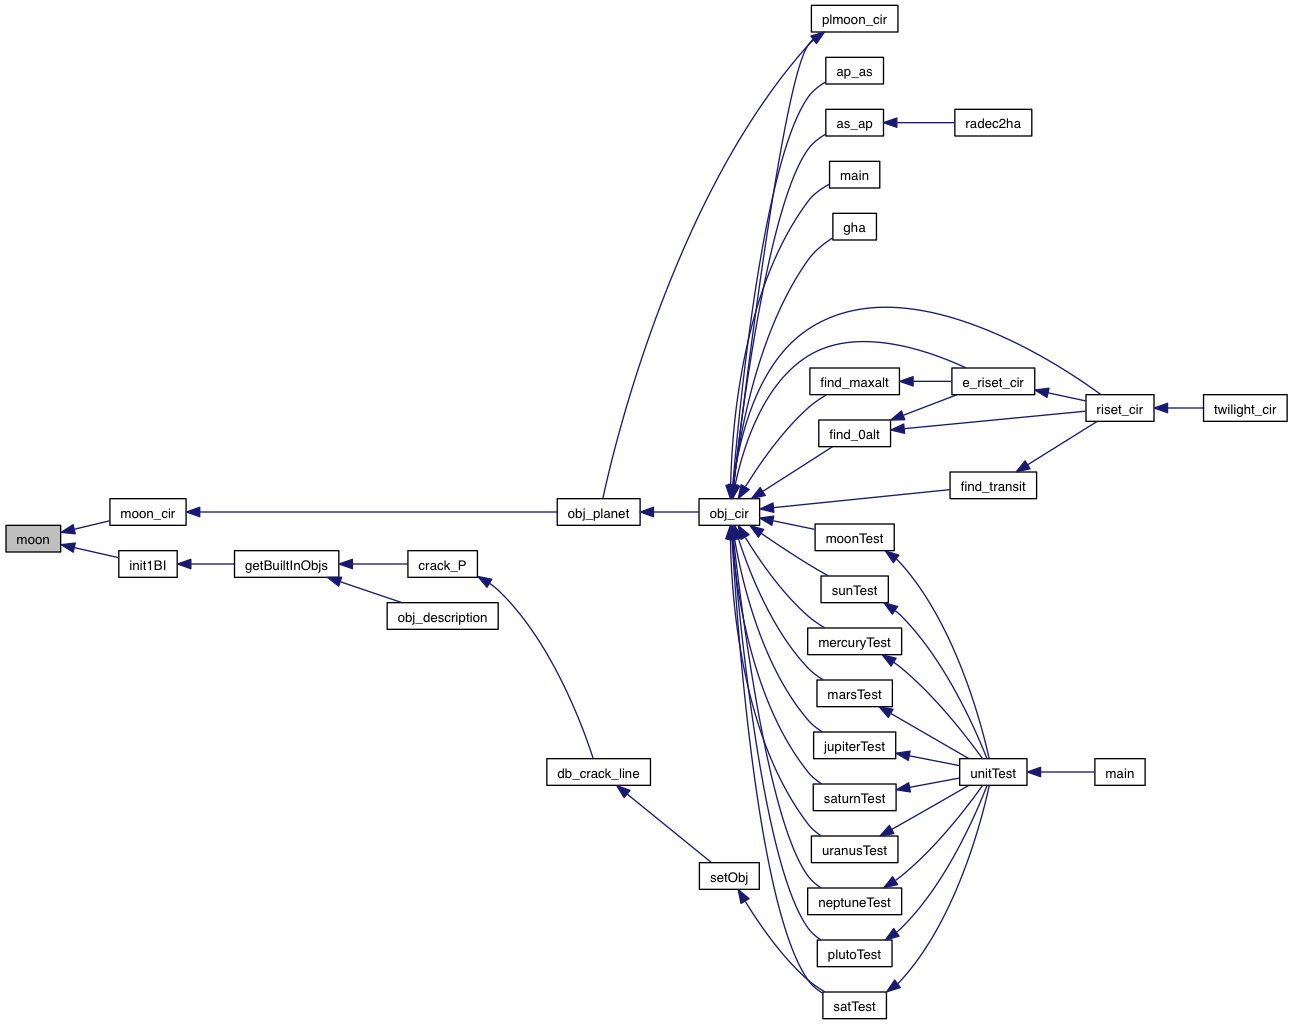 plmoon_cir
ap_as
as_ap
radec2ha
main
gha
find_maxalt
e_riset_cir
riset_cir
twilight_cir
find_0alt
find_transit
moon
moon_cir
obj_planet
obj_cir
init1BI
getBuiltInObjs
crack_P
obj_description
moonTest
sunTest
mercuryTest
marsTest
jupiterTest
db_crack_line
unitTest
main
saturnTest
uranusTest
setObj
neptuneTest
plutoTest
satTest